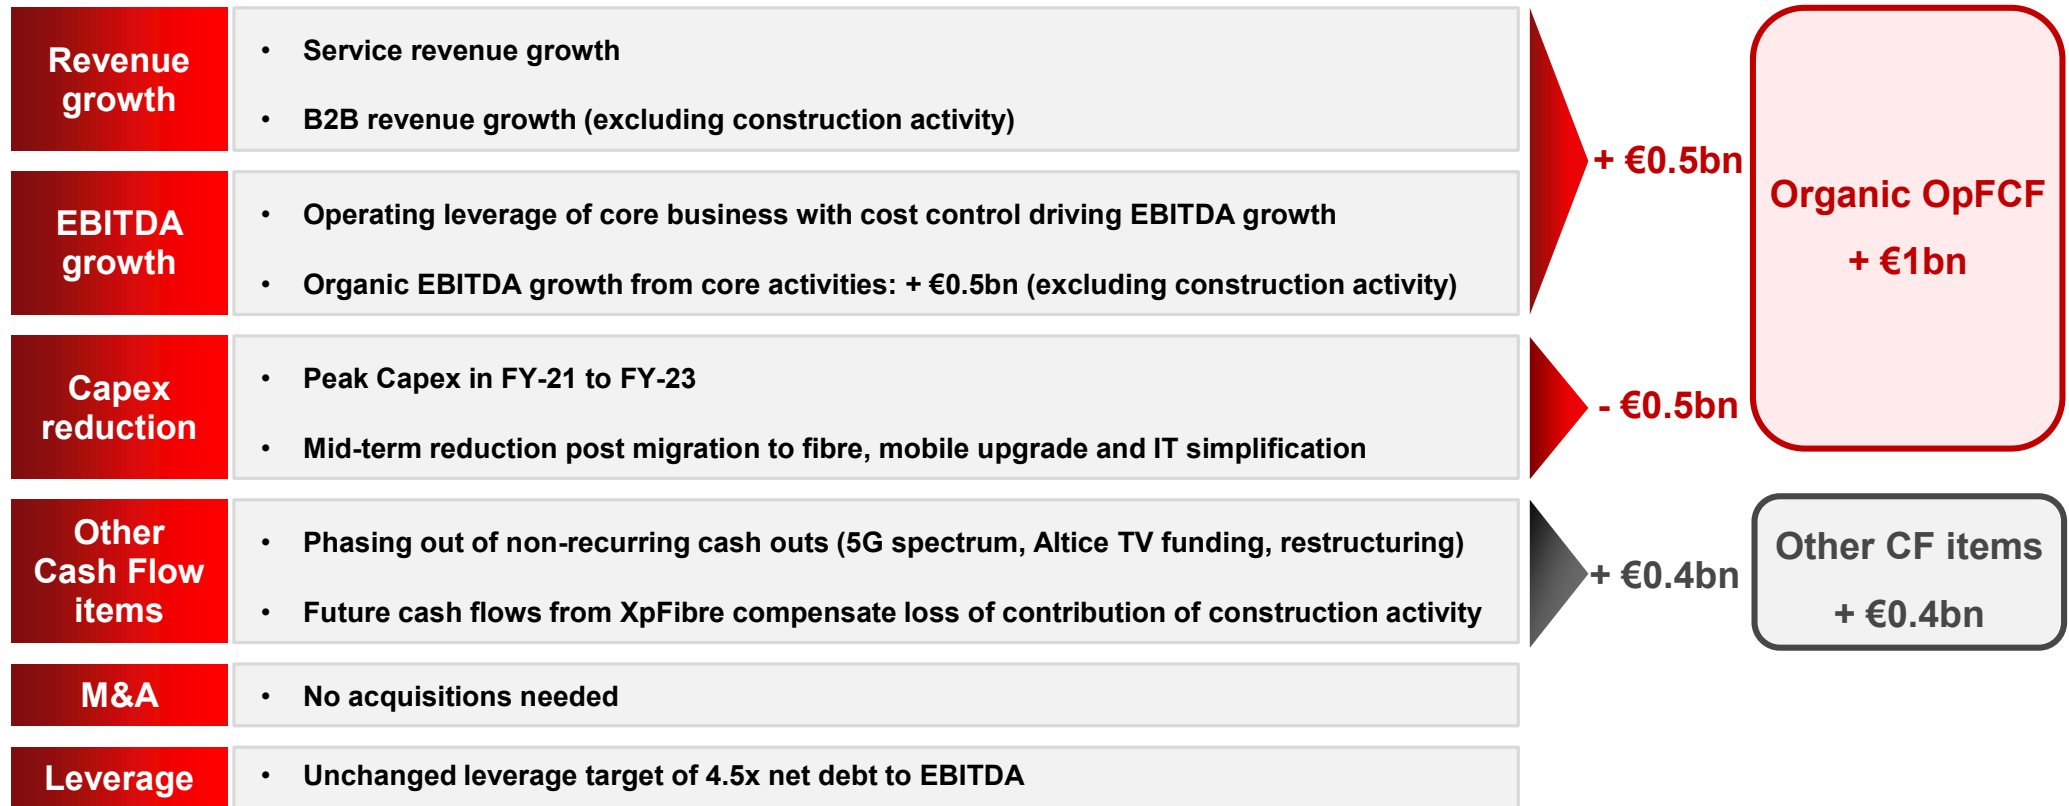 Revenue
growth
• Service revenue growth
• B2B revenue growth (excluding construction activity)
EBITDA
growth
• Operating leverage of core business with cost control driving EBITDA growth
• Organic EBITDA growth from core activities: + €0.5bn (excluding construction activity)
+ €0.5bn
Capex
reduction
• Peak Capex in FY-21 to FY-23
• Mid-term reduction post migration to fibre, mobile upgrade and IT simplification
- €0.5bn
Organic OpFCF
+ €1bn
Other
Cash Flow
items
• Phasing out of non-recurring cash outs (5G spectrum, Altice TV funding, restructuring)
• Future cash flows from XpFibre compensate loss of contribution of construction activity
+ €0.4bn
Other CF items
+ €0.4bn
M&A
• No acquisitions needed
Leverage
• Unchanged leverage target of 4.5x net debt to EBITDA